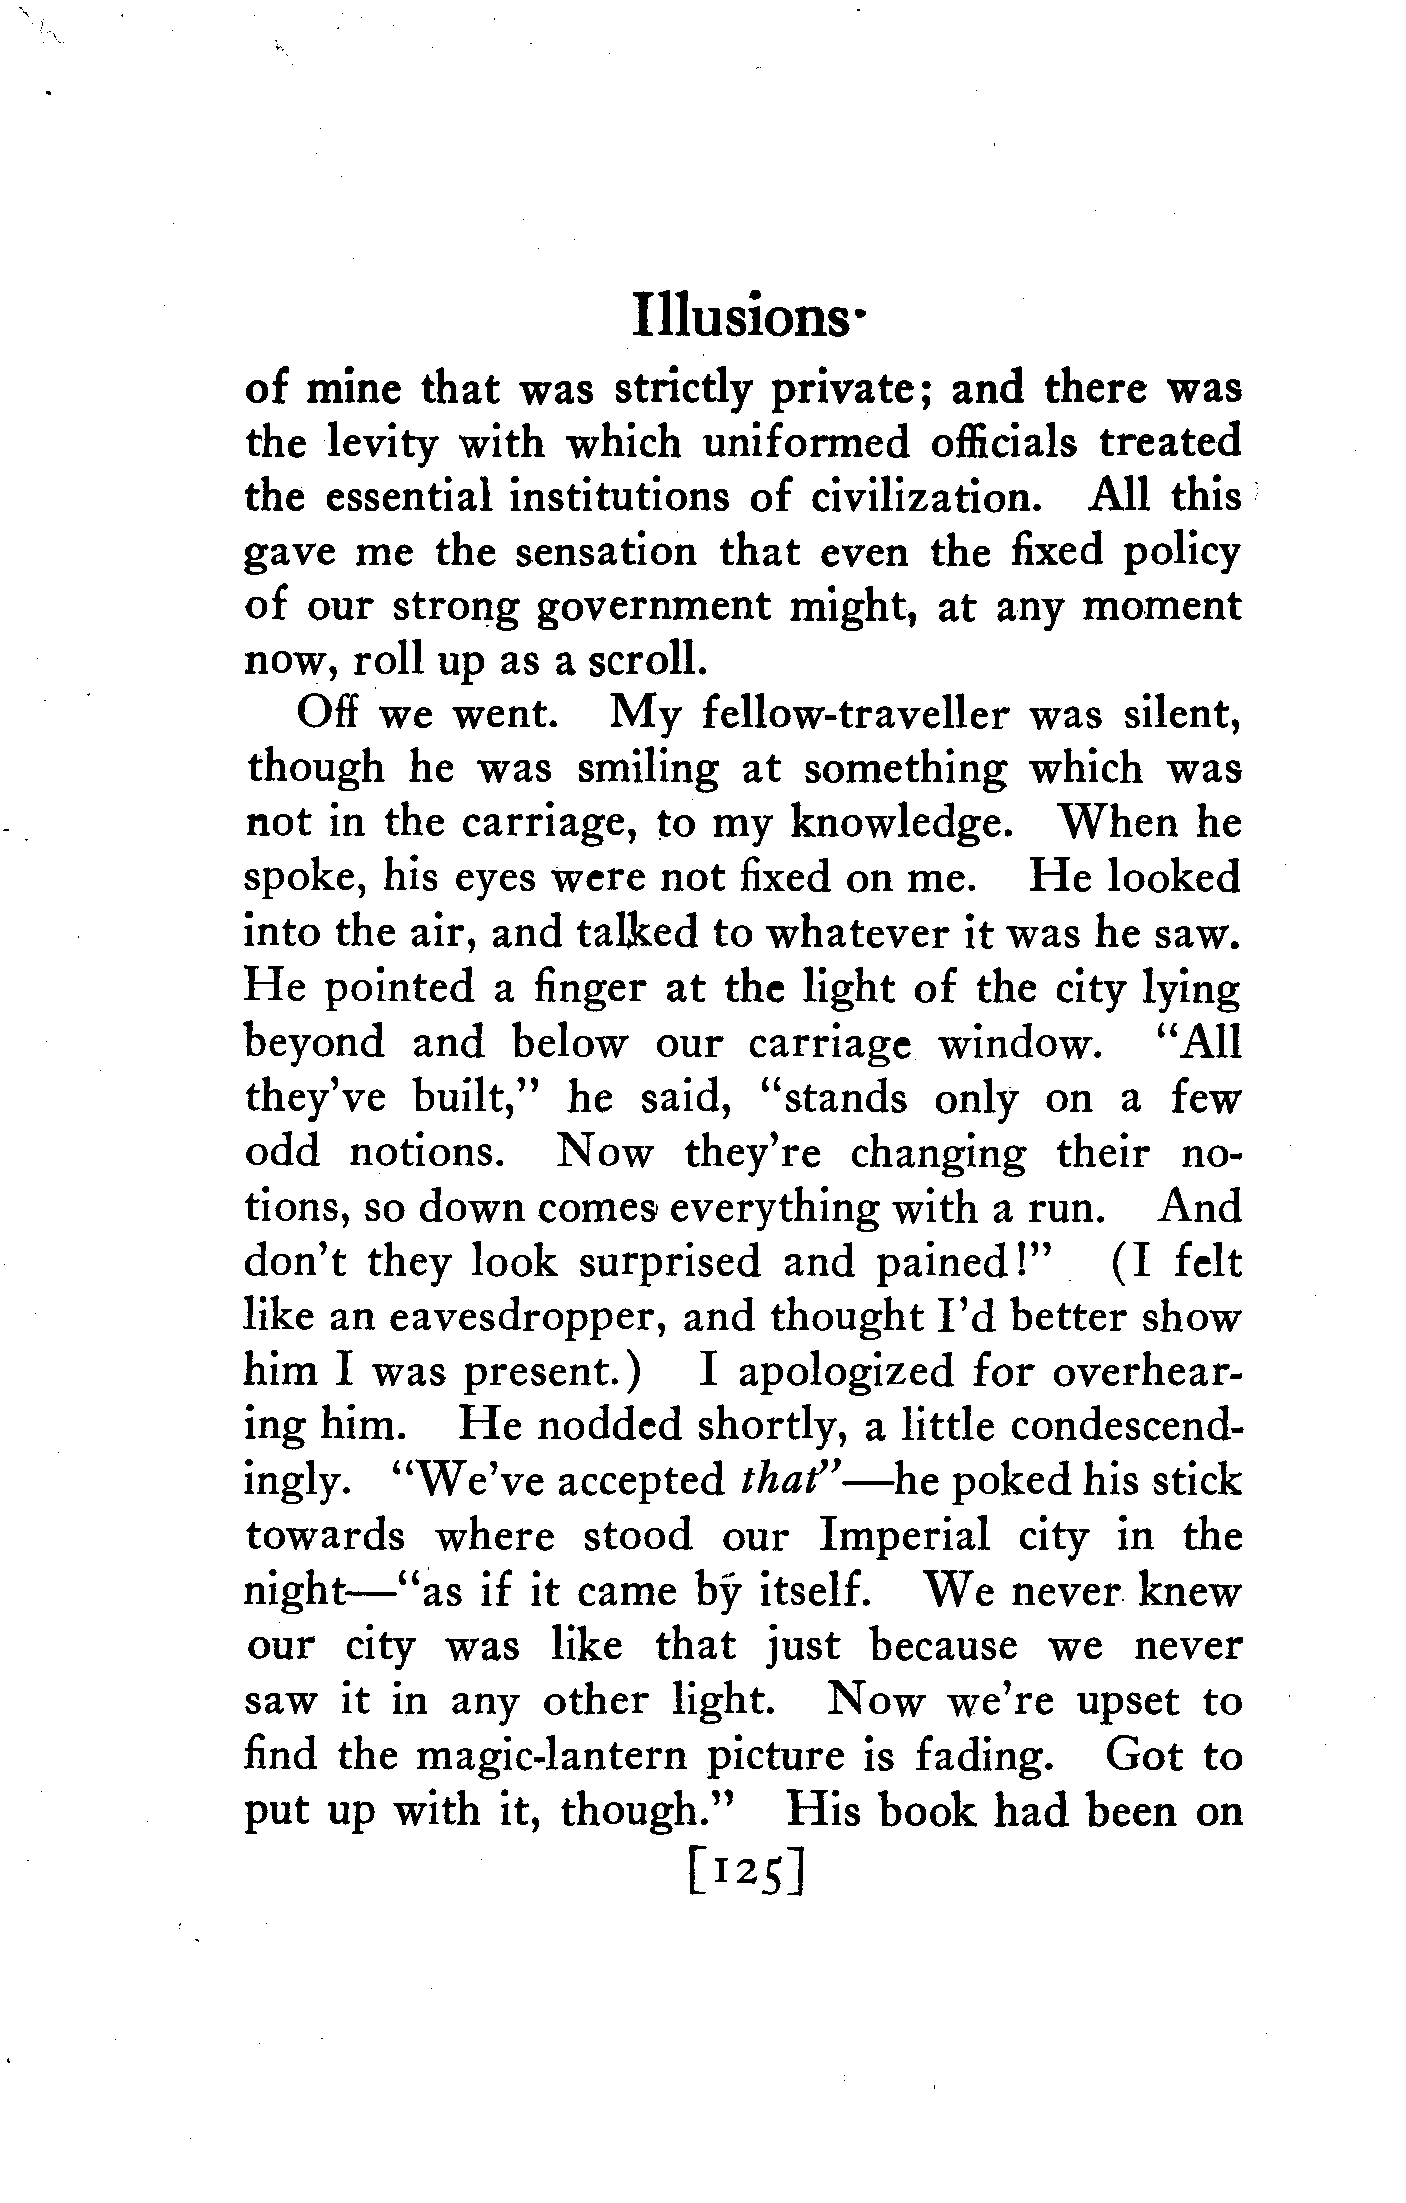 Illusions
of mine that was strictly private; and there was
the levity with which uniformed officials treated
the essential institutions of civilization. All this
gave me the sensation that even the fixed policy
of our strong government might, at any moment
now, roll up as a scroll.
Off we went. My fellow-traveller was silent,
though he was smiling at something which was
not in the carriage, to my knowledge. When he
spoke, his eyes were not fixed on me. He looked
into the air, and talked to whatever it was he saw.
He pointed a finger at the light of the city lying
beyond and below our carriage window. “All
they’ve built,” he said, “stands only on a few
odd notions. Now they’re changing their no-
tions, so down comes everything with a run. And
don’t they look surprised and pained!” (I felt
like an eavesdropper, and thought I’d better show
him I was present.) I apologized for overhear-
ing him. He nodded shortly, a little condescend-
ingly. “We’ve accepted that”—he poked his stick
towards where stood our Imperial city in the
night—“as if it came by itself. We never knew
our city was like that just because we never
saw it in any other light. Now we’re upset to
find the magic-lantern picture is fading. Got to
put up with it, though.” His book had been on
[125]